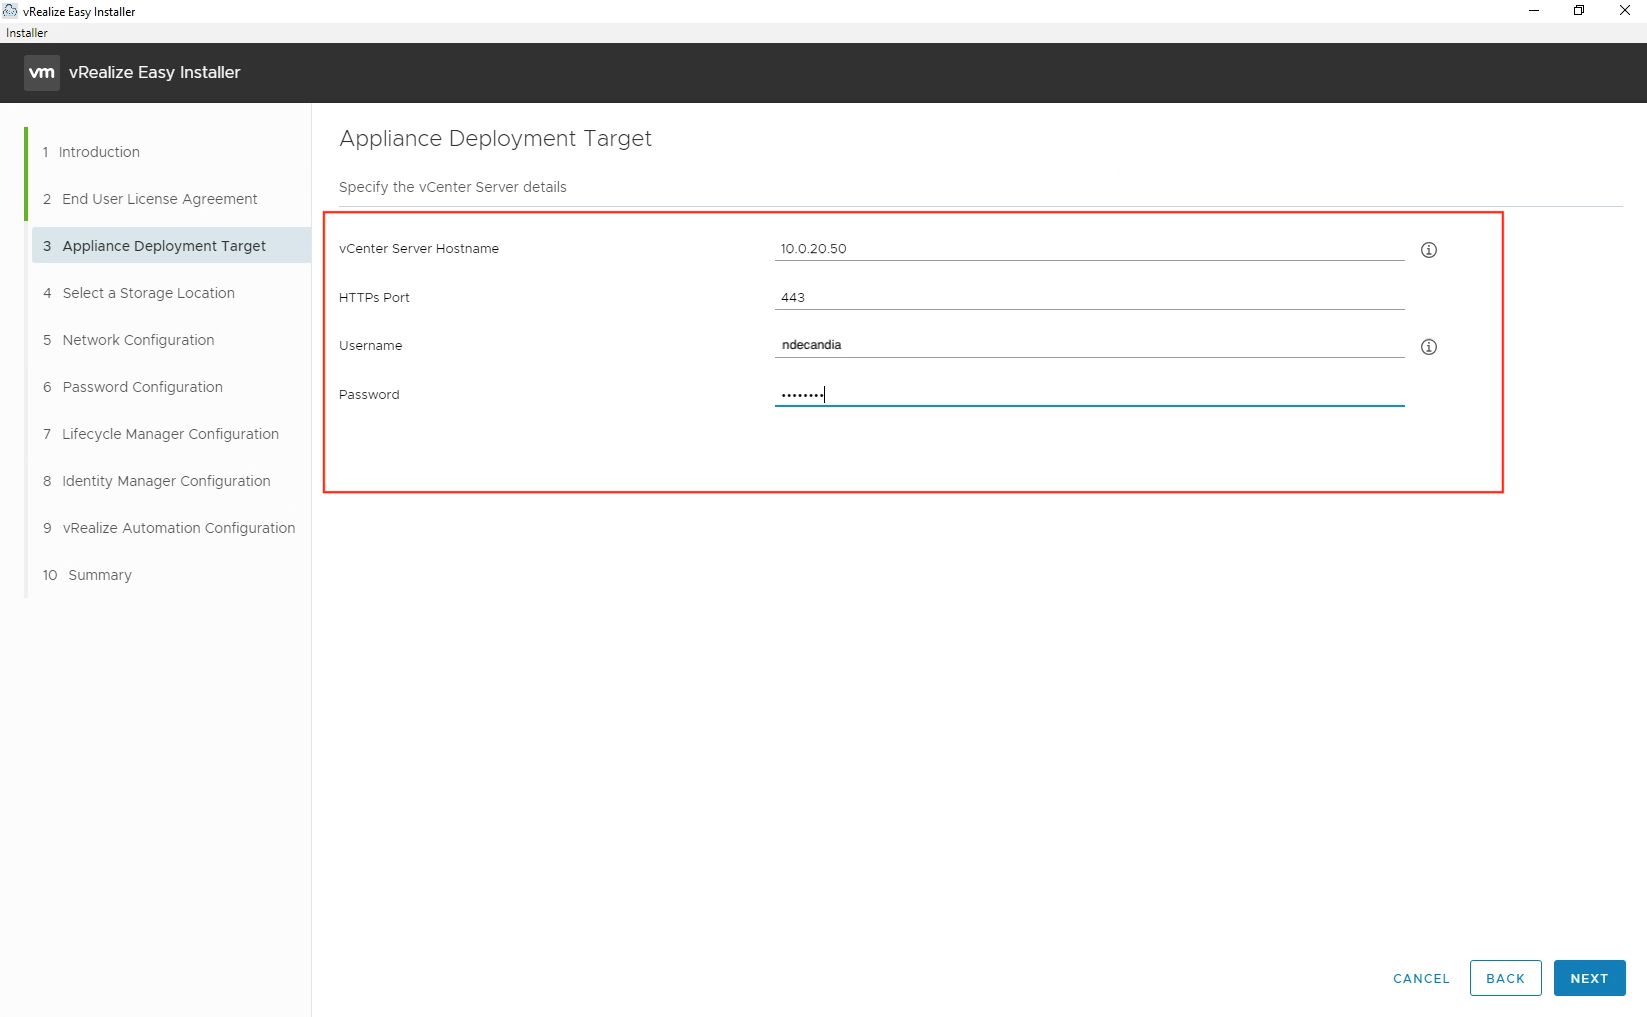 vRealize Easy Installer
Installer
vm vRealize Easy Installer
1 Introduction
2 End User License Agreement
3 Appliance Deployment Target
4 Select a Storage Location
5 Network Configuration
6 Password Configuration
7 Lifecycle Manager Configuration
8 Identity Manager Configuration
9 vRealize Automation Configuration
10 Summary
Appliance Deployment Target
Specify the vCenter Server details
vCenter Server Hostname 10.0.20.50
HTTPs Port 443
Username ndecandia
Password ••••••••
CANCEL BACK NEXT